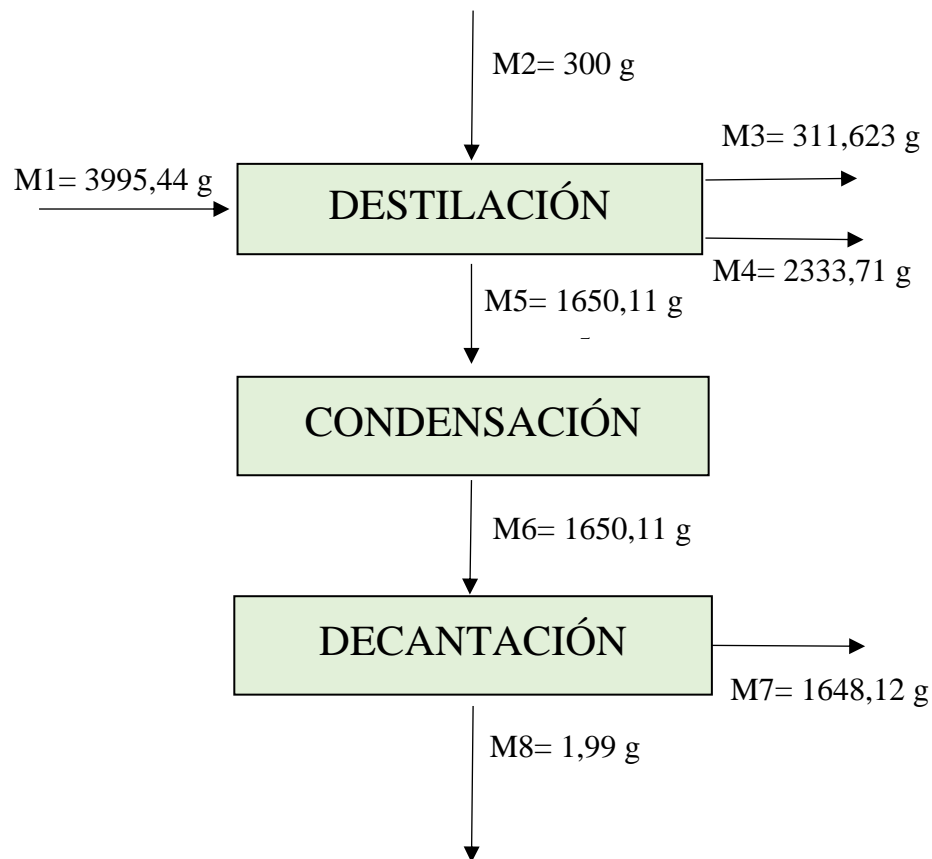 M2= 300 g
M3= 311,623 g
M1= 3995,44 g
DESTILACIÓN
M4= 2333,71 g
M5= 1650,11 g
CONDENSACIÓN
M6= 1650,11 g
DECANTACIÓN
M7= 1648,12 g
M8= 1,99 g